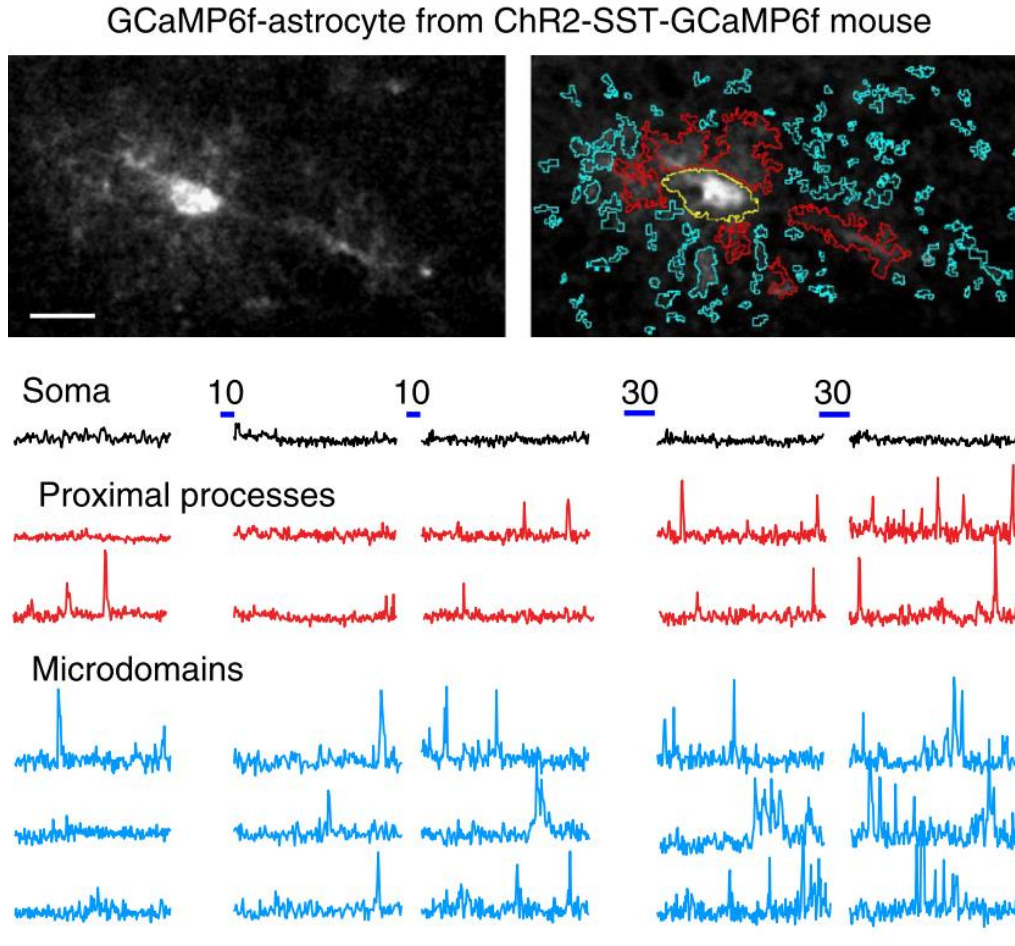 GCaMP6f-astrocyte from ChR2-SST-GCaMP6f mouse
Soma 10 10 30 30
Proximal processes
Microdomains